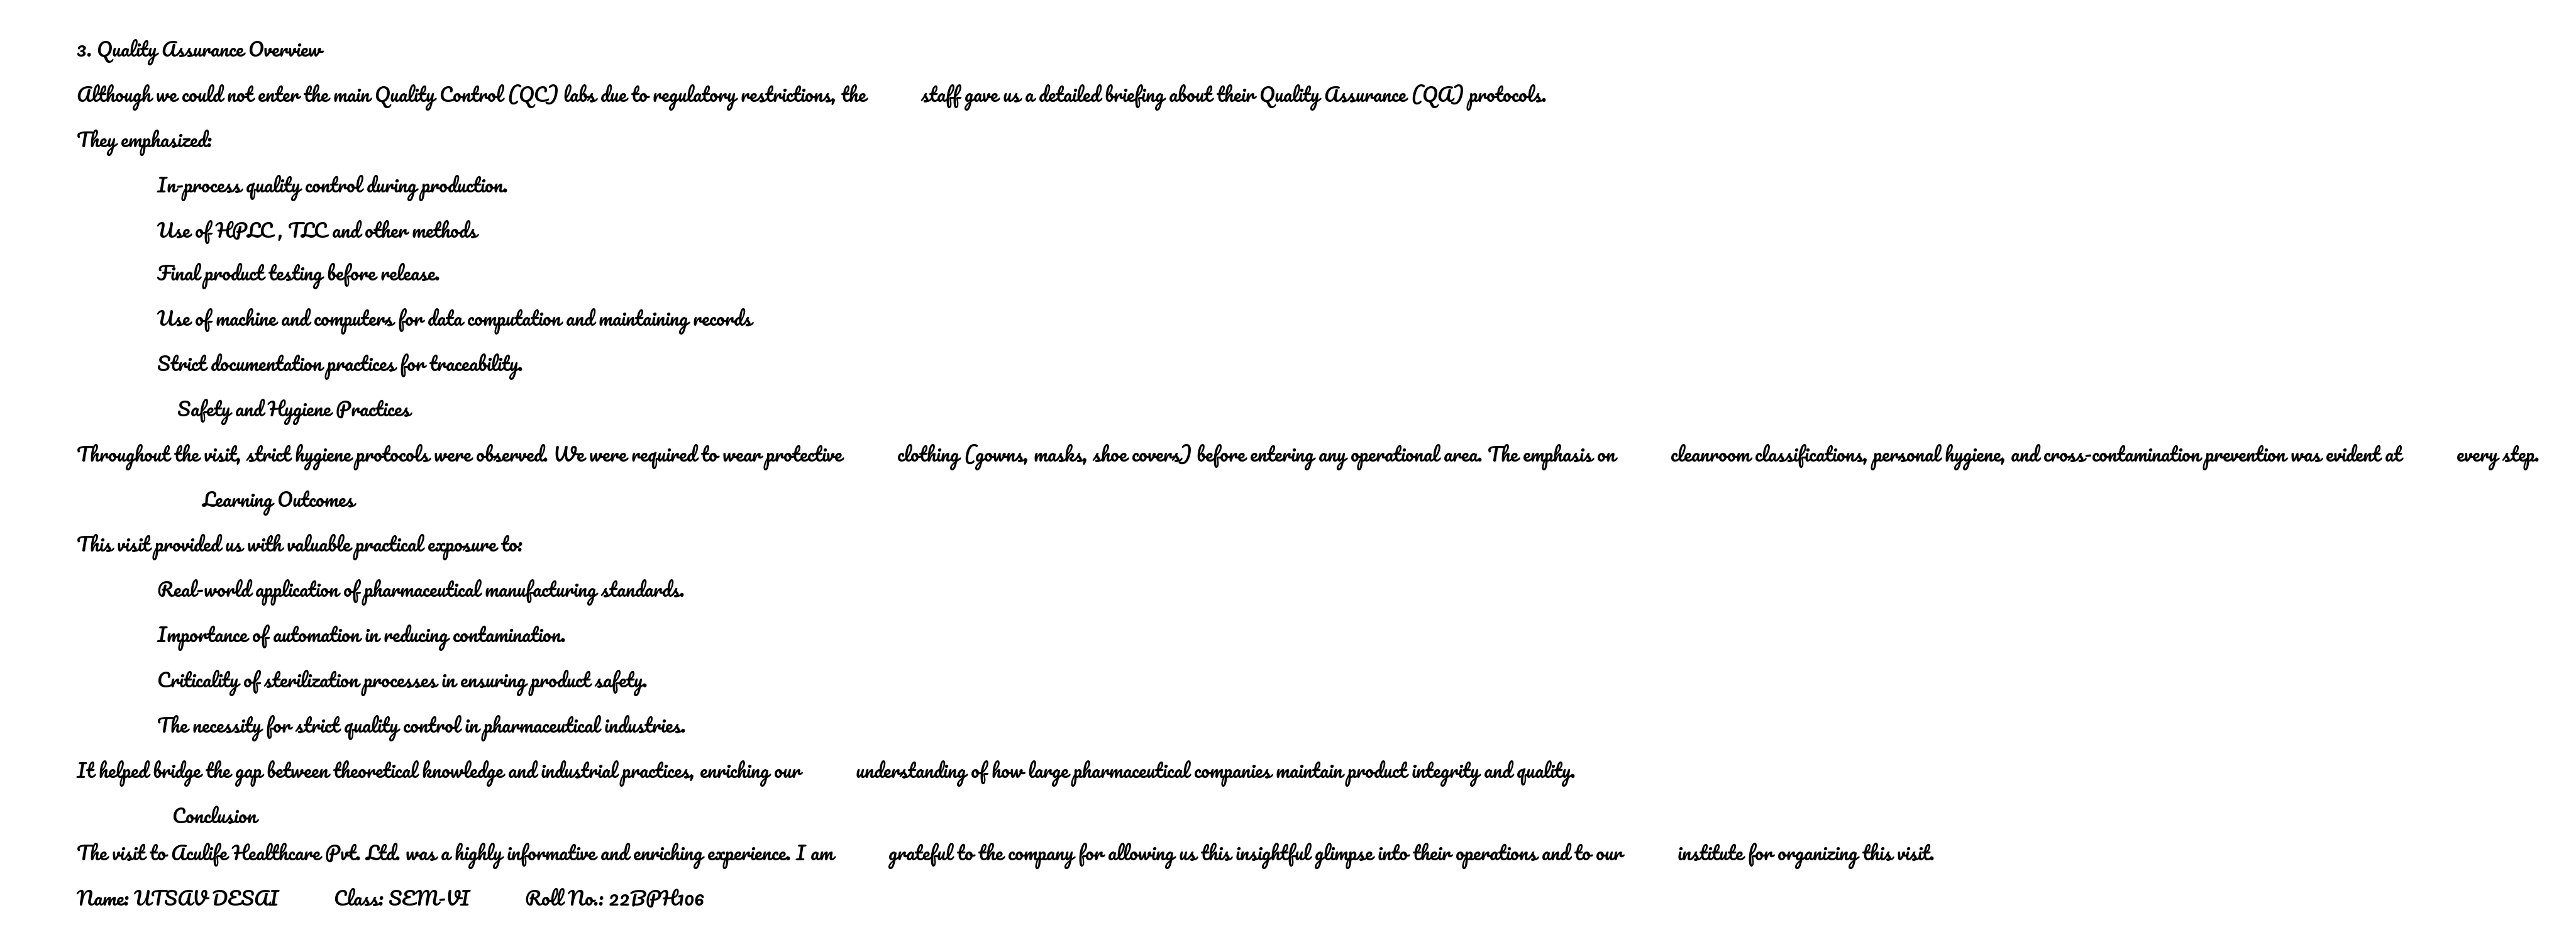 3. Quality Assurance Overview
Although we could not enter the main Quality Control (QC) labs due to regulatory restrictions, the staff gave us a detailed briefing about their Quality Assurance (QA) protocols.
They emphasized:
In-process quality control during production.
Use of HPLC , TLC and other methods
Final product testing before release.
Use of machine and computers for data computation and maintaining records
Strict documentation practices for traceability.
Safety and Hygiene Practices
Throughout the visit, strict hygiene protocols were observed. We were required to wear protective clothing (gowns, masks, shoe covers) before entering any operational area. The emphasis on cleanroom classifications, personal hygiene, and cross-contamination prevention was evident at every step.
Learning Outcomes
This visit provided us with valuable practical exposure to:
Real-world application of pharmaceutical manufacturing standards.
Importance of automation in reducing contamination.
Criticality of sterilization processes in ensuring product safety.
The necessity for strict quality control in pharmaceutical industries.
It helped bridge the gap between theoretical knowledge and industrial practices, enriching our understanding of how large pharmaceutical companies maintain product integrity and quality.
Conclusion
The visit to Aculife Healthcare Pvt. Ltd. was a highly informative and enriching experience. I am grateful to the company for allowing us this insightful glimpse into their operations and to our institute for organizing this visit.
Name: UTSAV DESAI Class: SEM-VI Roll No.: 22BPH106